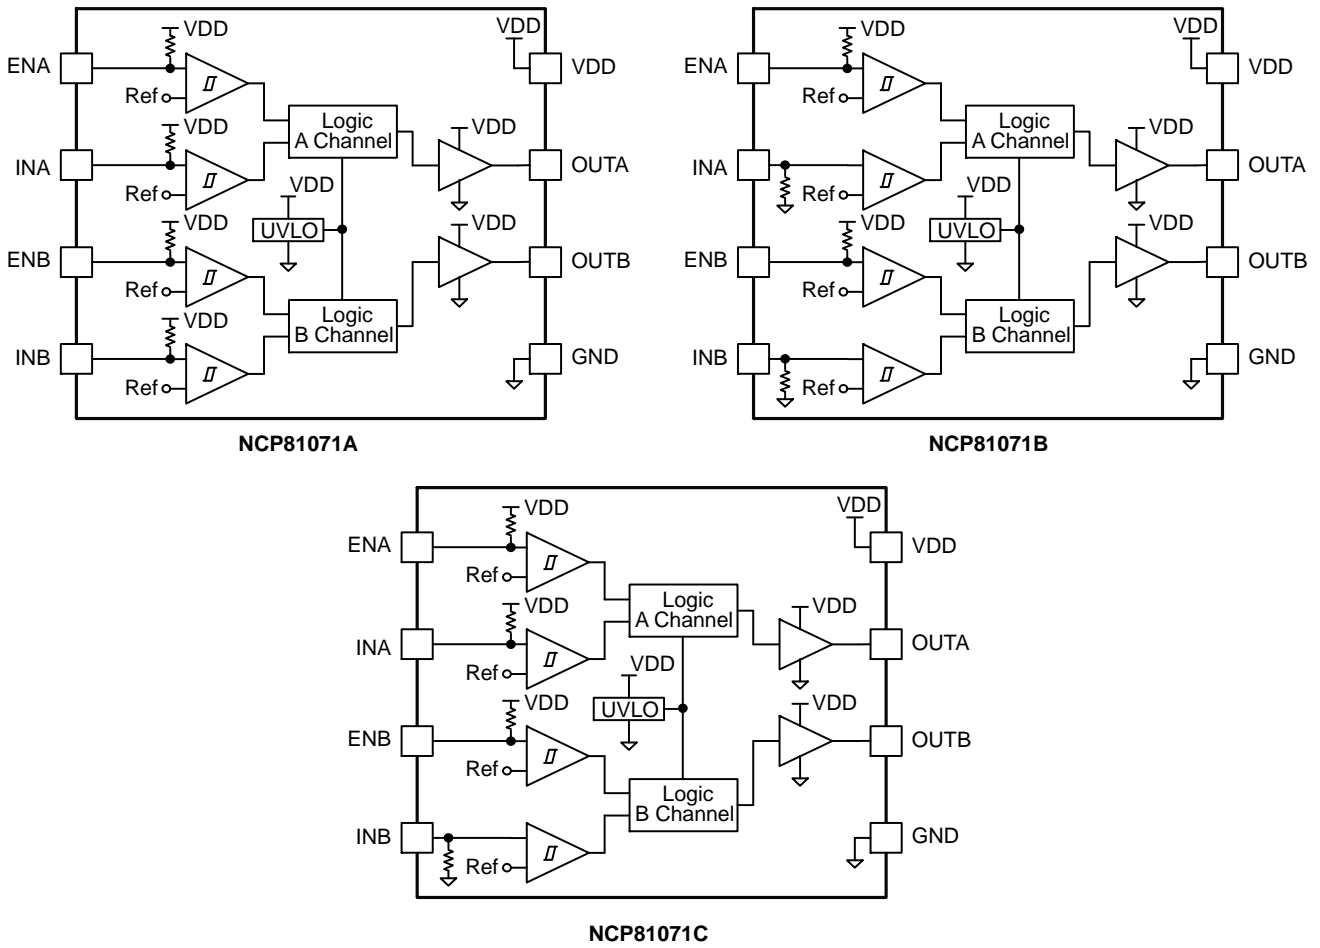 VDD
VDD
ENA
VDD
Ref
Logic
A Channel
VDD
VDD
INA
OUTA
Ref
VDD
UVLO
VDD
VDD
ENB
OUTB
Ref
Logic
B Channel
VDD
INB
GND
Ref
NCP81071A
VDD
VDD
ENA
VDD
Ref
Logic
A Channel
VDD
INA
OUTA
Ref
VDD
UVLO
VDD
VDD
ENB
OUTB
Ref
Logic
B Channel
INB
GND
Ref
NCP81071B
VDD
VDD
ENA
VDD
Ref
Logic
A Channel
VDD
VDD
INA
OUTA
Ref
VDD
UVLO
VDD
VDD
ENB
OUTB
Ref
Logic
B Channel
INB
GND
Ref
NCP81071C